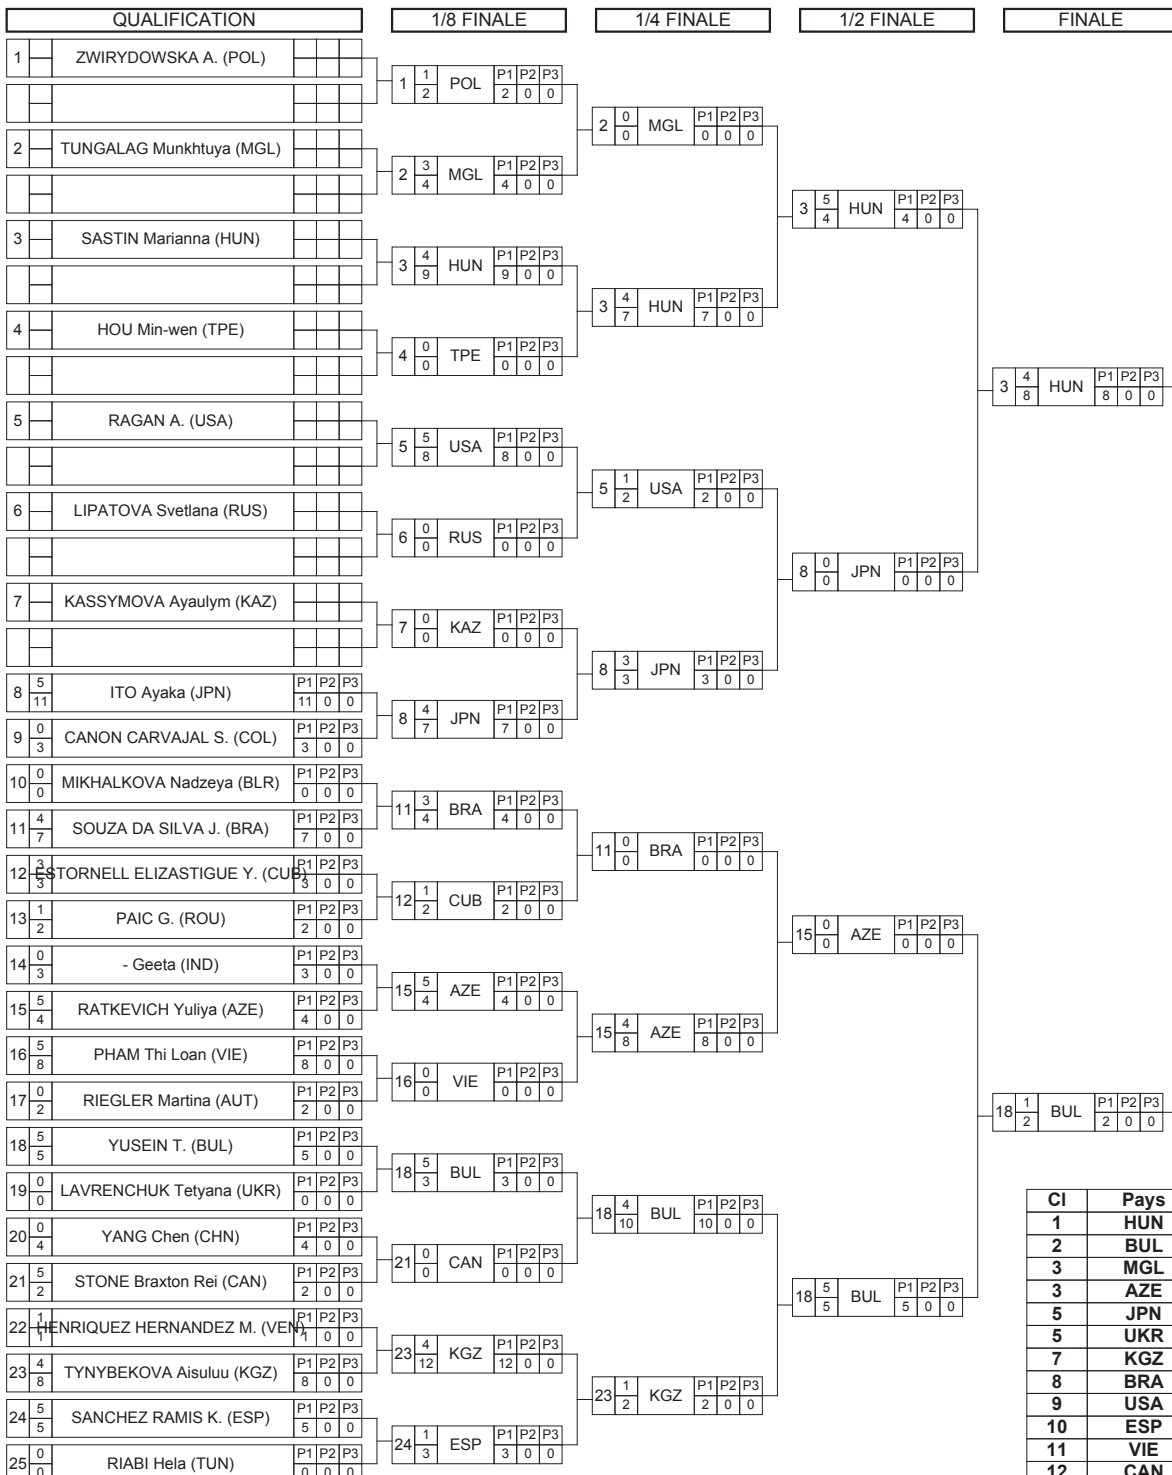 QUALIFICATION
1/8 FINALE
1/4 FINALE
1/2 FINALE
FINALE
1 ZWIRYDOWSKA A. (POL)
2 TUNGALAG Munkhtuya (MGL)
3 SASTIN Marianna (HUN)
4 HOU Min-wen (TPE)
5 RAGAN A. (USA)
6 LIPATOVA Svetlana (RUS)
7 KASSYMOVA Ayaulym (KAZ)
8 5 11 ITO Ayaka (JPN) P1 P2 P3 11 0 0
9 0 3 CANON CARVAJAL S. (COL) P1 P2 P3 3 0 0
10 0 0 MIKHALKOVA Nadzeya (BLR) P1 P2 P3 0 0 0
11 4 7 SOUZA DA SILVA J. (BRA) P1 P2 P3 7 0 0
12 3 3 ESTORNELL ELIZASTIGUE Y. (CUB) P1 P2 P3 3 0 0
13 1 2 PAIC G. (ROU) P1 P2 P3 2 0 0
14 0 3 - Geeta (IND) P1 P2 P3 3 0 0
15 5 4 RATKEVICH Yuliya (AZE) P1 P2 P3 4 0 0
16 5 8 PHAM Thi Loan (VIE) P1 P2 P3 8 0 0
17 0 2 RIEGLER Martina (AUT) P1 P2 P3 2 0 0
18 5 5 YUSEIN T. (BUL) P1 P2 P3 5 0 0
19 0 0 LAVRENCHUK Tetyana (UKR) P1 P2 P3 0 0 0
20 0 4 YANG Chen (CHN) P1 P2 P3 4 0 0
21 5 2 STONE Braxton Rei (CAN) P1 P2 P3 2 0 0
22 1 1 HENRIQUEZ HERNANDEZ M. (VEN) P1 P2 P3 1 0 0
23 4 8 TYNYBEKOVA Aisuluu (KGZ) P1 P2 P3 8 0 0
24 5 5 SANCHEZ RAMIS K. (ESP) P1 P2 P3 5 0 0
25 0 0 RIABI Hela (TUN) P1 P2 P3 0 0 0
1 1 2 POL P1 P2 P3 2 0 0
2 3 4 MGL P1 P2 P3 4 0 0
3 4 9 HUN P1 P2 P3 9 0 0
4 0 0 TPE P1 P2 P3 0 0 0
5 5 8 USA P1 P2 P3 8 0 0
6 0 0 RUS P1 P2 P3 0 0 0
7 0 0 KAZ P1 P2 P3 0 0 0
8 4 7 JPN P1 P2 P3 7 0 0
11 3 4 BRA P1 P2 P3 4 0 0
12 1 2 CUB P1 P2 P3 2 0 0
15 5 4 AZE P1 P2 P3 4 0 0
16 0 0 VIE P1 P2 P3 0 0 0
18 5 3 BUL P1 P2 P3 3 0 0
21 0 0 CAN P1 P2 P3 0 0 0
23 4 12 KGZ P1 P2 P3 12 0 0
24 1 3 ESP P1 P2 P3 3 0 0
2 0 0 MGL P1 P2 P3 0 0 0
3 4 7 HUN P1 P2 P3 7 0 0
5 1 2 USA P1 P2 P3 2 0 0
8 3 3 JPN P1 P2 P3 3 0 0
11 0 0 BRA P1 P2 P3 0 0 0
15 4 8 AZE P1 P2 P3 8 0 0
18 4 10 BUL P1 P2 P3 10 0 0
23 1 2 KGZ P1 P2 P3 2 0 0
3 5 4 HUN P1 P2 P3 4 0 0
8 0 0 JPN P1 P2 P3 0 0 0
15 0 0 AZE P1 P2 P3 0 0 0
18 5 5 BUL P1 P2 P3 5 0 0
3 4 8 HUN P1 P2 P3 8 0 0
18 1 2 BUL P1 P2 P3 2 0 0
Cl Pays
1 HUN
2 BUL
3 MGL
3 AZE
5 JPN
5 UKR
7 KGZ
8 BRA
9 USA
10 ESP
11 VIE
12 CAN